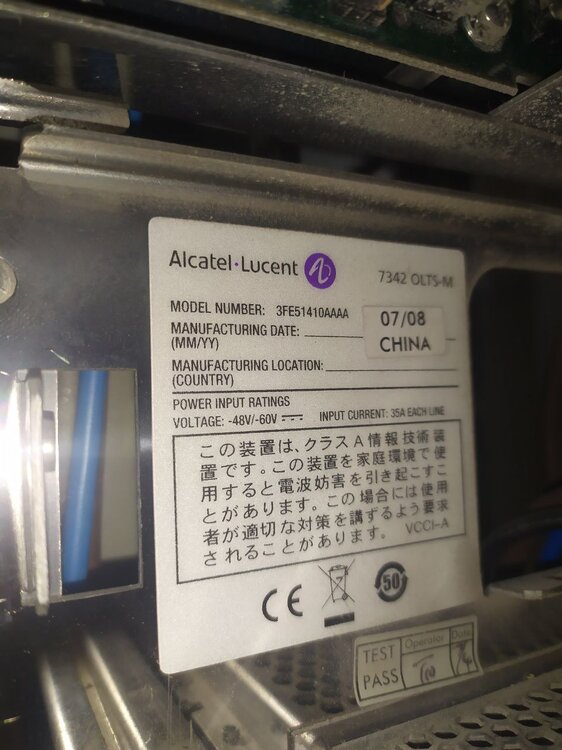 Alcatel·Lucent
7342 OLTS-M
MODEL NUMBER: 3FE51410AAAA
MANUFACTURING DATE: 07/08
(MM/YY)
CHINA
MANUFACTURING LOCATION:
(COUNTRY)
POWER INPUT RATINGS
VOLTAGE: -48V/-60V INPUT CURRENT: 35A EACH LINE
この装置は、クラスA情報技術装
置です。この装置を家庭環境で使
用すると電波妨害を引き起こすこ
とがあります。この場合には使用
者が適切な対策を講ずるよう要求
されることがあります。 VCCI-A
CE
50
TEST
PASS
Operator
Date